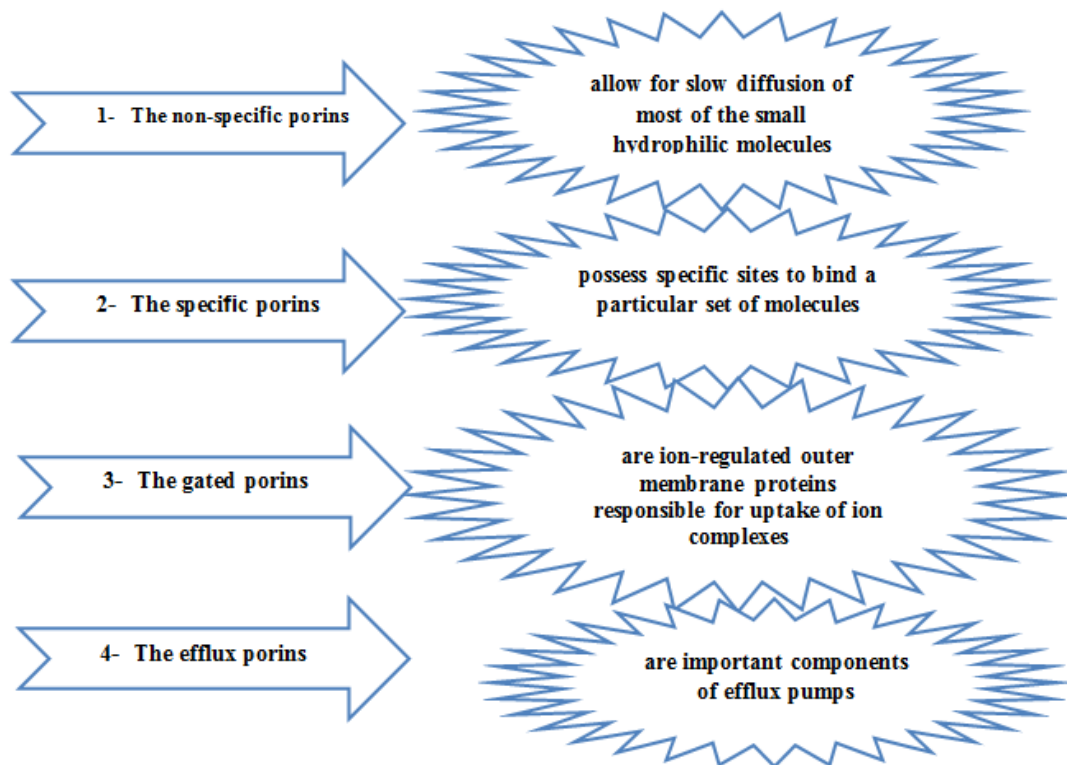 1- The non-specific porins
allow for slow diffusion of
most of the small
hydrophilic molecules
2- The specific porins
possess specific sites to bind a
particular set of molecules
3- The gated porins
are ion-regulated outer
membrane proteins
responsible for uptake of ion
complexes
4- The efflux porins
are important components
of efflux pumps